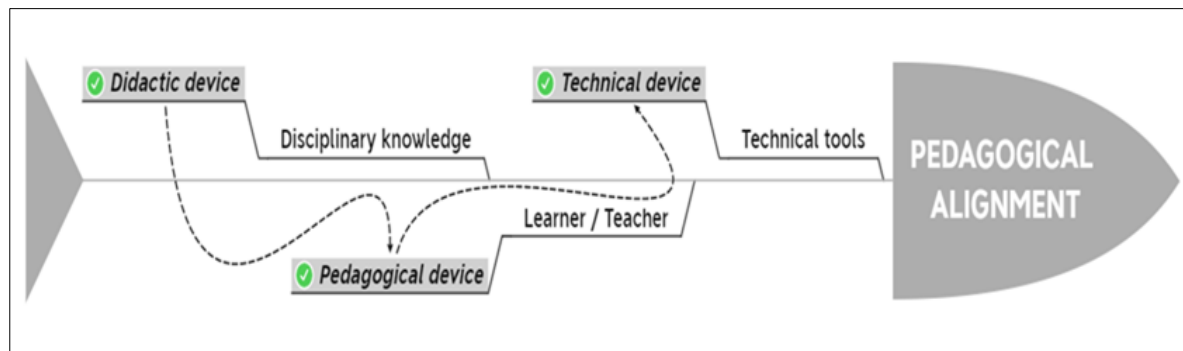 Didactic device
Technical device
Disciplinary knowledge
Technical tools
PEDAGOGICAL
ALIGNMENT
Learner / Teacher
Pedagogical device